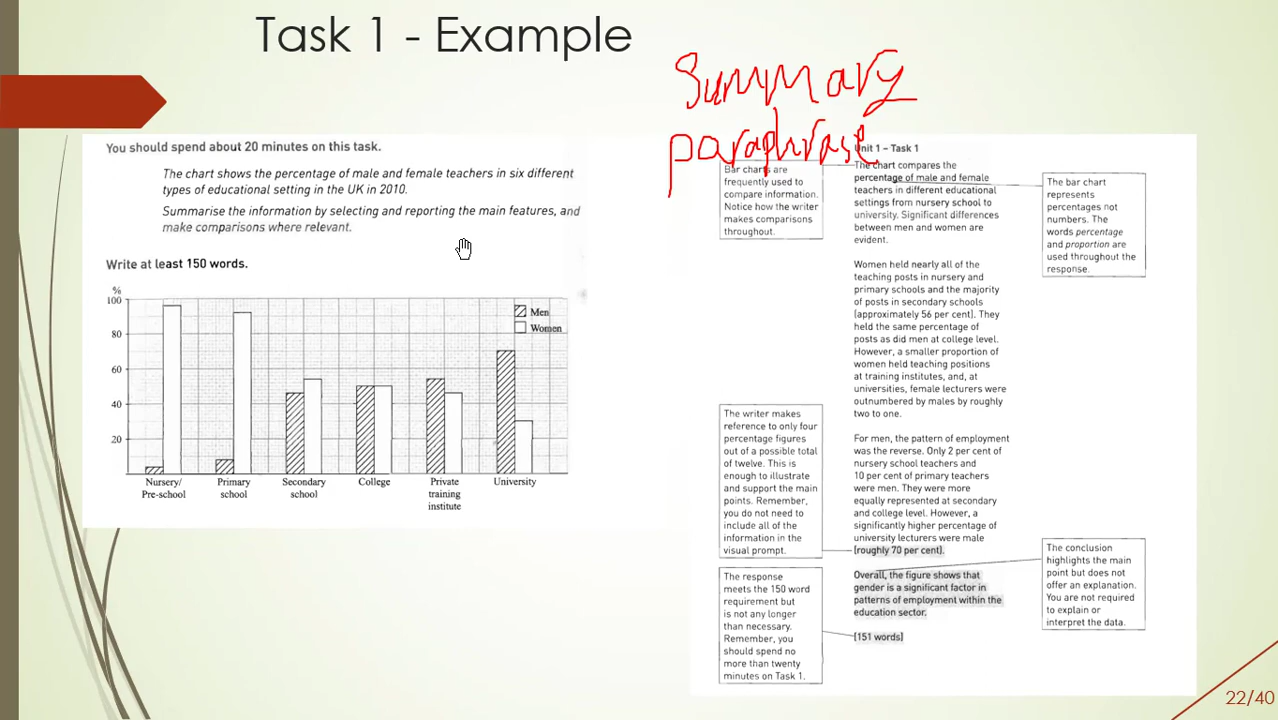 Task 1 - Example
Summary
paraphrase
You should spend about 20 minutes on this task.
The chart shows the percentage of male and female teachers in six different
types of educational setting in the UK in 2010.
Summarise the information by selecting and reporting the main features, and
make comparisons where relevant.
Write at least 150 words.
%
100
80
60
40
20
Men
Women
Nursery/
Pre-school
Primary
school
Secondary
school
College
Private
training
institute
University
Bar charts are
frequently used to
compare information.
Notice how the writer
makes comparisons
throughout.
The writer makes
reference to only four
percentage figures
out of a possible total
of twelve. This is
enough to illustrate
and support the main
points. Remember,
you do not need to
include all of the
information in the
visual prompt.
The response
meets the 150 word
requirement but
is not any longer
than necessary.
Remember, you
should spend no
more than twenty
minutes on Task 1.
Unit 1 – Task 1
The chart compares the
percentage of male and female
teachers in different educational
settings from nursery school to
university. Significant differences
between men and women are
evident.
Women held nearly all of the
teaching posts in nursery and
primary schools and the majority
of posts in secondary schools
(approximately 56 per cent). They
held the same percentage of
posts as did men at college level.
However, a smaller proportion of
women held teaching positions
at training institutes, and, at
universities, female lecturers were
outnumbered by males by roughly
two to one.
For men, the pattern of employment
was the reverse. Only 2 per cent of
nursery school teachers and
10 per cent of primary teachers
were men. They were more
equally represented at secondary
and college level. However, a
significantly higher percentage of
university lecturers were male
(roughly 70 per cent).
Overall, the figure shows that
gender is a significant factor in
patterns of employment within the
education sector.
[151 words]
The bar chart
represents
percentages not
numbers. The
words percentage
and proportion are
used throughout the
response.
The conclusion
highlights the main
point but does not
offer an explanation.
You are not required
to explain or
interpret the data.
22/40